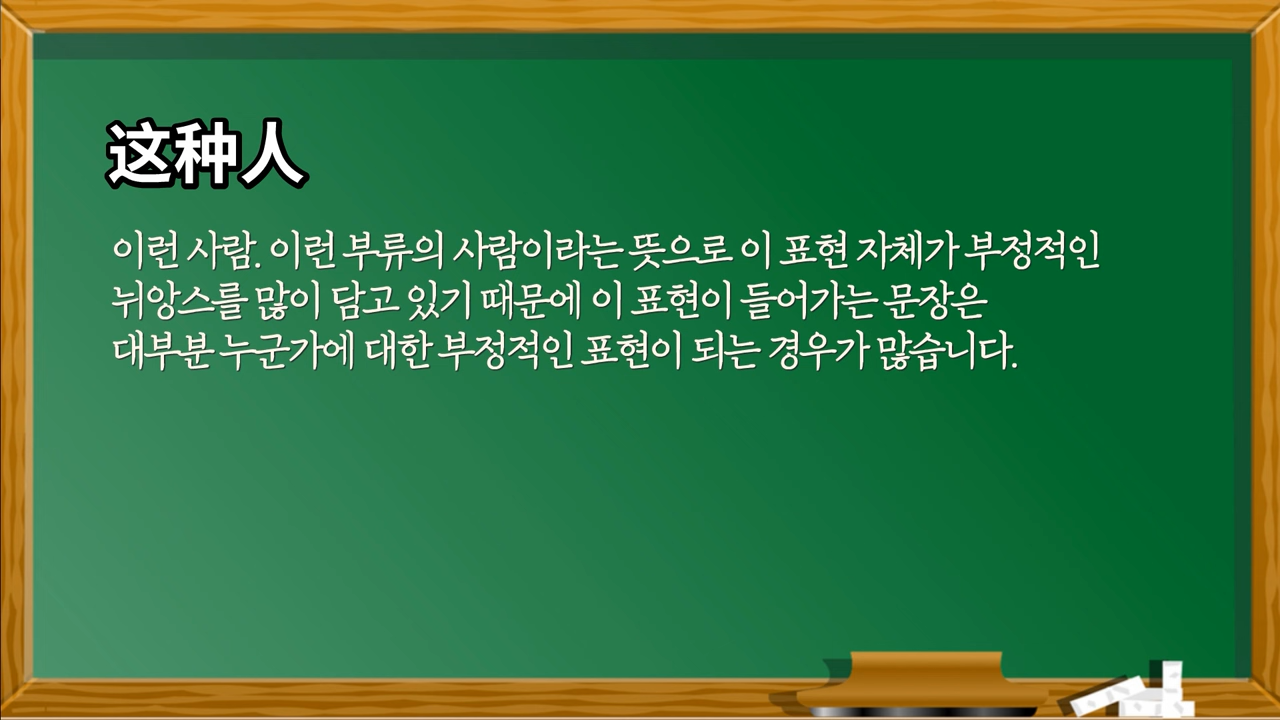 这种人
이런 사람. 이런 부류의 사람이라는 뜻으로 이 표현 자체가 부정적인
뉘앙스를 많이 담고 있기 때문에 이 표현이 들어가는 문장은
대부분 누군가에 대한 부정적인 표현이 되는 경우가 많습니다.